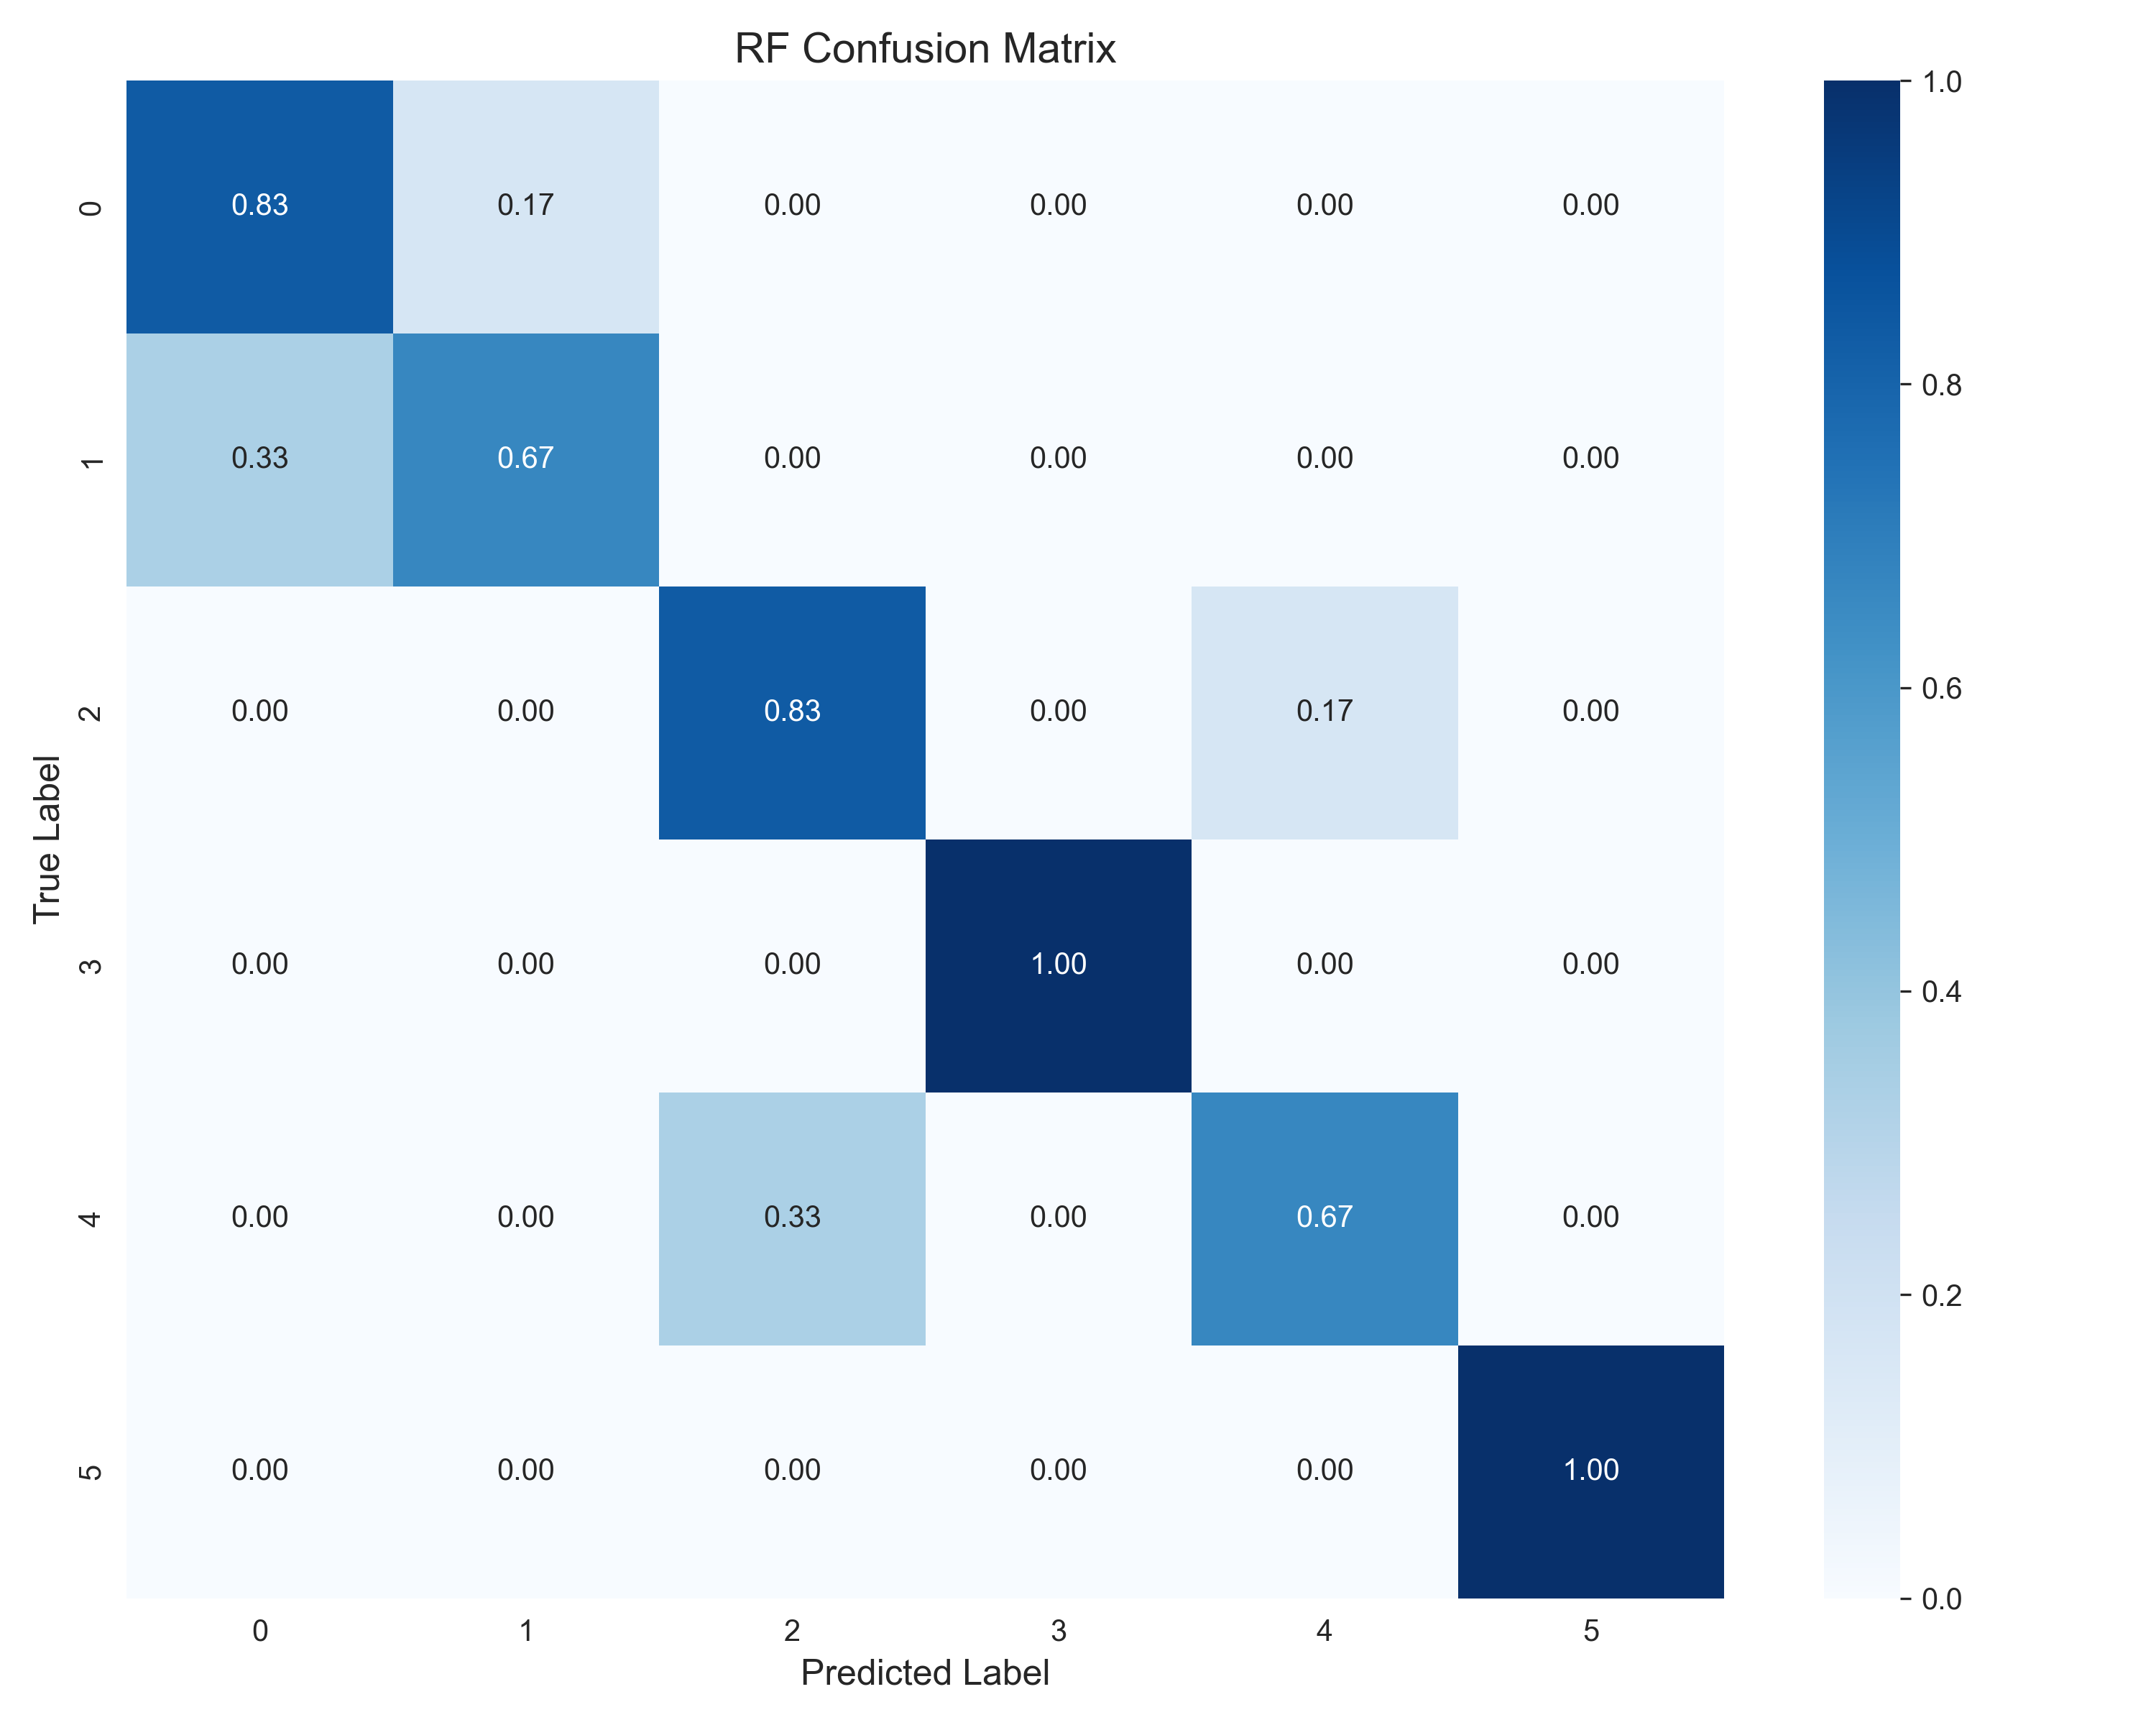 RF Confusion Matrix
0 0.83 0.17 0.00 0.00 0.00 0.00
1 0.33 0.67 0.00 0.00 0.00 0.00
2 0.00 0.00 0.83 0.00 0.17 0.00
3 0.00 0.00 0.00 1.00 0.00 0.00
4 0.00 0.00 0.33 0.00 0.67 0.00
5 0.00 0.00 0.00 0.00 0.00 1.00
True Label
0 1 2 3 4 5
Predicted Label
1.0
0.8
0.6
0.4
0.2
0.0